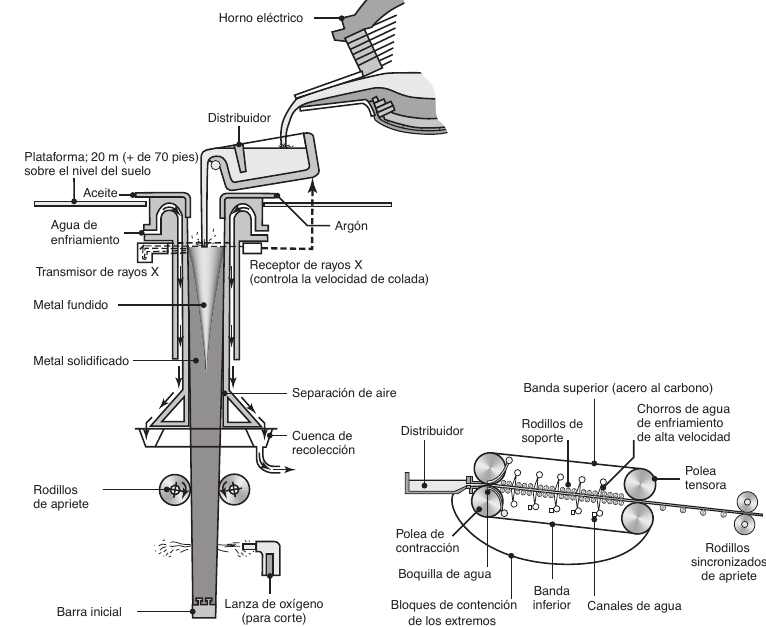 Horno eléctrico
Distribuidor
Plataforma; 20 m (+ de 70 pies)
sobre el nivel del suelo
Aceite
Agua de
enfriamiento
Argón
Transmisor de rayos X
Receptor de rayos X
(controla la velocidad de colada)
Metal fundido
Metal solidificado
Separación de aire
Cuenca de
recolección
Rodillos
de apriete
Barra inicial
Lanza de oxígeno
(para corte)
Banda superior (acero al carbono)
Chorros de agua
de enfriamiento
de alta velocidad
Rodillos de
soporte
Distribuidor
Polea
tensora
Polea de
contracción
Boquilla de agua
Bloques de contención
de los extremos
Banda
inferior
Canales de agua
Rodillos
sincronizados
de apriete